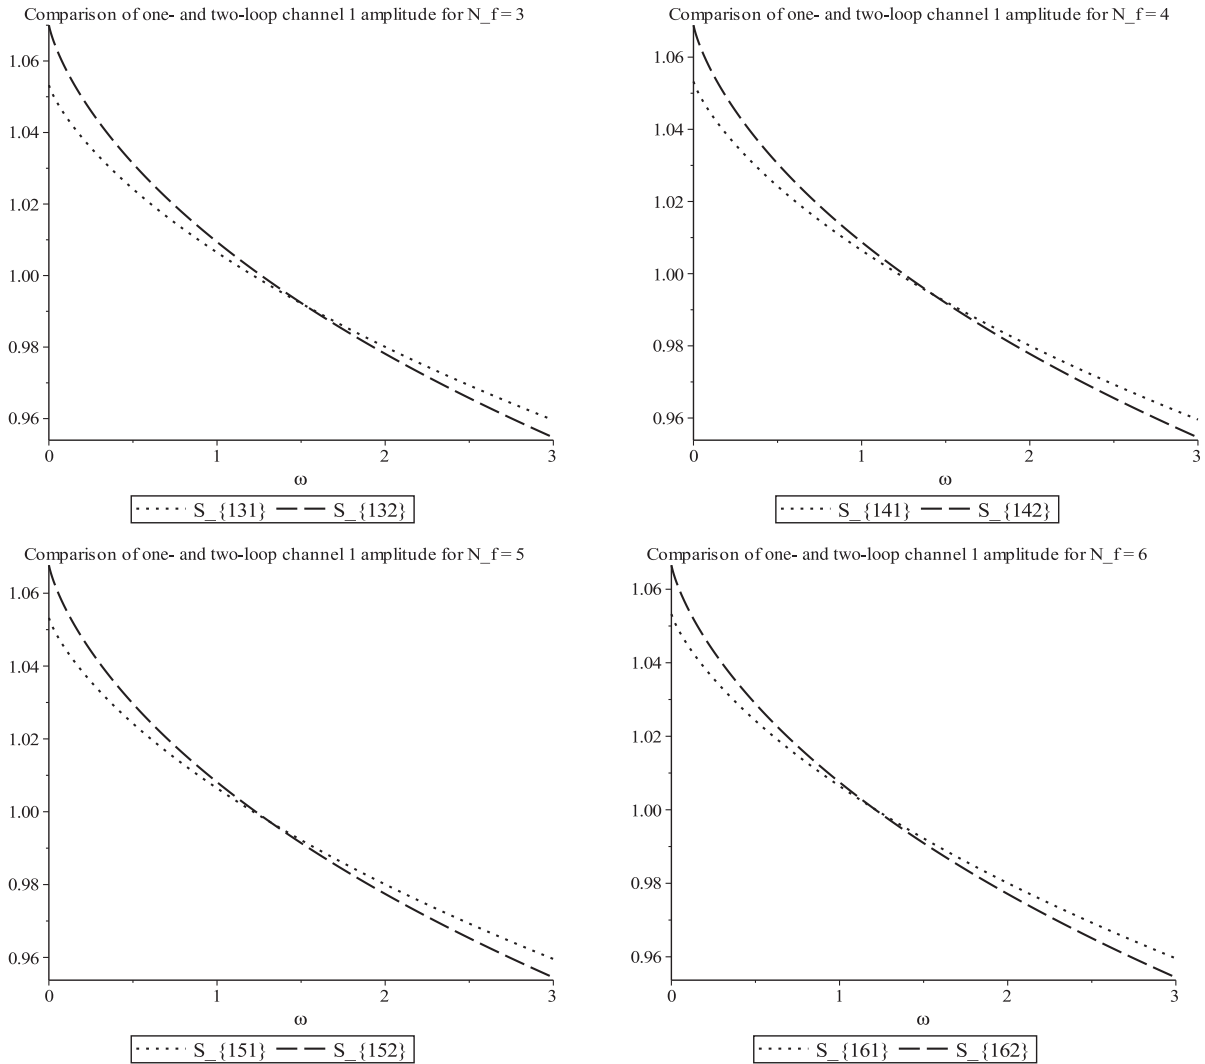 Comparison of one- and two-loop channel 1 amplitude for N_f = 3
1.06
1.04
1.02
1.00
0.98
0.96
0 1 2 3
ω
S_{131} S_{132}
Comparison of one- and two-loop channel 1 amplitude for N_f = 4
1.06
1.04
1.02
1.00
0.98
0.96
0 1 2 3
ω
S_{141} S_{142}
Comparison of one- and two-loop channel 1 amplitude for N_f = 5
1.06
1.04
1.02
1.00
0.98
0.96
0 1 2 3
ω
S_{151} S_{152}
Comparison of one- and two-loop channel 1 amplitude for N_f = 6
1.06
1.04
1.02
1.00
0.98
0.96
0 1 2 3
ω
S_{161} S_{162}